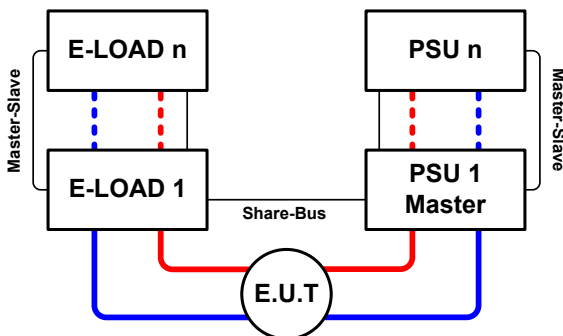 E-LOAD n
PSU n
Master-Slave
Master-Slave
E-LOAD 1
PSU 1
Master
Share-Bus
E.U.T